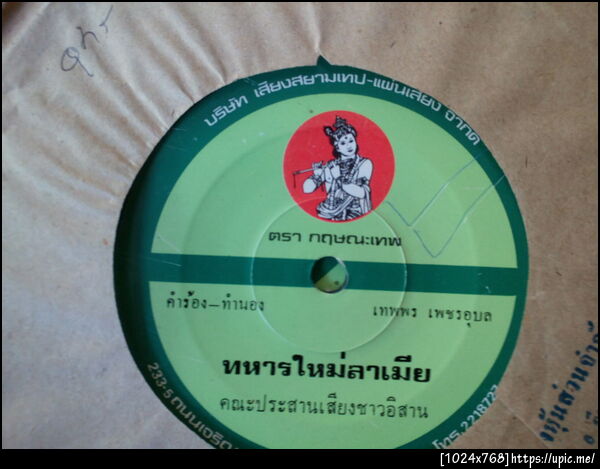 บริษัท เสียงสยามเทป-แผ่นเสียง จำกัด
ตรา กฤษณะเทพ
คำร้อง-ทำนอง เทพพร เพชรอุบล
ทหารใหม่ลาเมีย
คณะประสานเสียงชาวอิสาน
233-5 ถนนเจริญ
โทร. 2218727
[1024x768]https://upic.me/